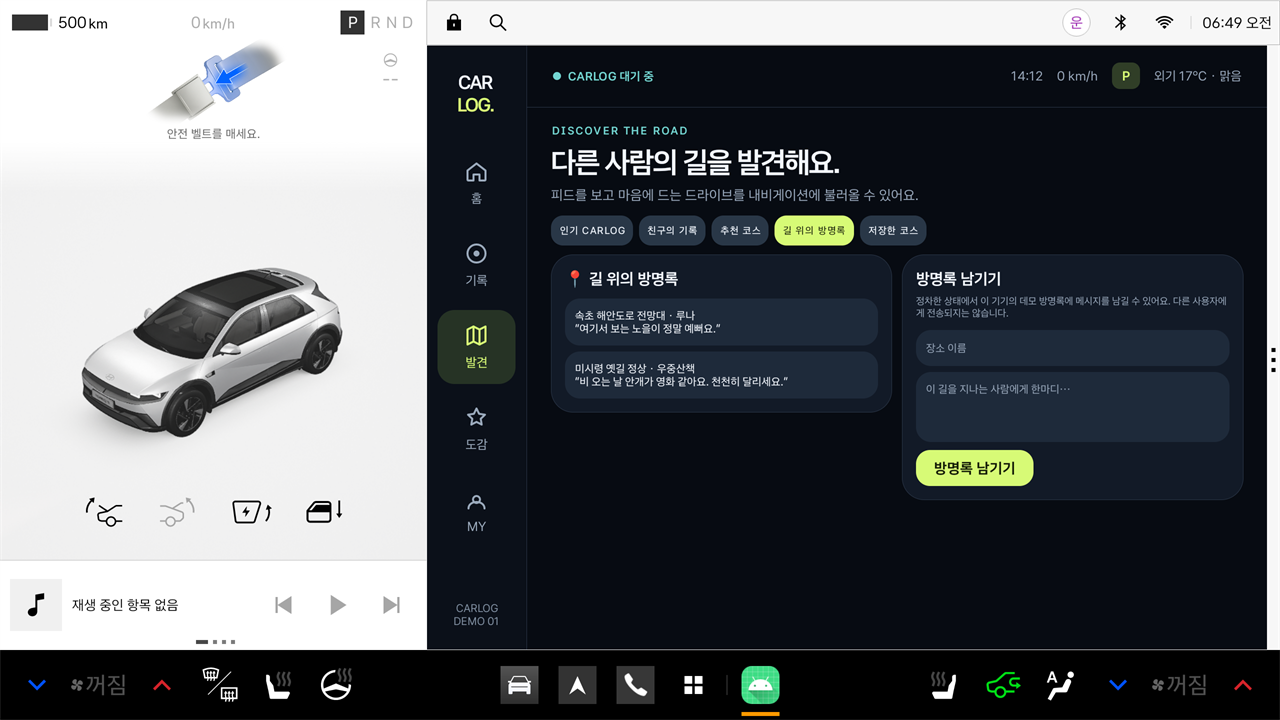 500 km
0 km/h
P R N D
안전 벨트를 매세요.
재생 중인 항목 없음
운
06:49 오전
CAR
LOG.
홈
기록
발견
도감
MY
CARLOG
DEMO 01
CARLOG 대기 중
14:12 0 km/h P 외기 17°C · 맑음
DISCOVER THE ROAD
다른 사람의 길을 발견해요.
피드를 보고 마음에 드는 드라이브를 내비게이션에 불러올 수 있어요.
인기 CARLOG 친구의 기록 추천 코스 길 위의 방명록 저장한 코스
📍 길 위의 방명록
속초 해안도로 전망대 · 루나
"여기서 보는 노을이 정말 예뻐요."
미시령 옛길 정상 · 우중산책
"비 오는 날 안개가 영화 같아요. 천천히 달리세요."
방명록 남기기
정차한 상태에서 이 기기의 데모 방명록에 메시지를 남길 수 있어요. 다른 사용자에
게 전송되지는 않습니다.
장소 이름
이 길을 지나는 사람에게 한마디…
방명록 남기기
꺼짐
A
꺼짐